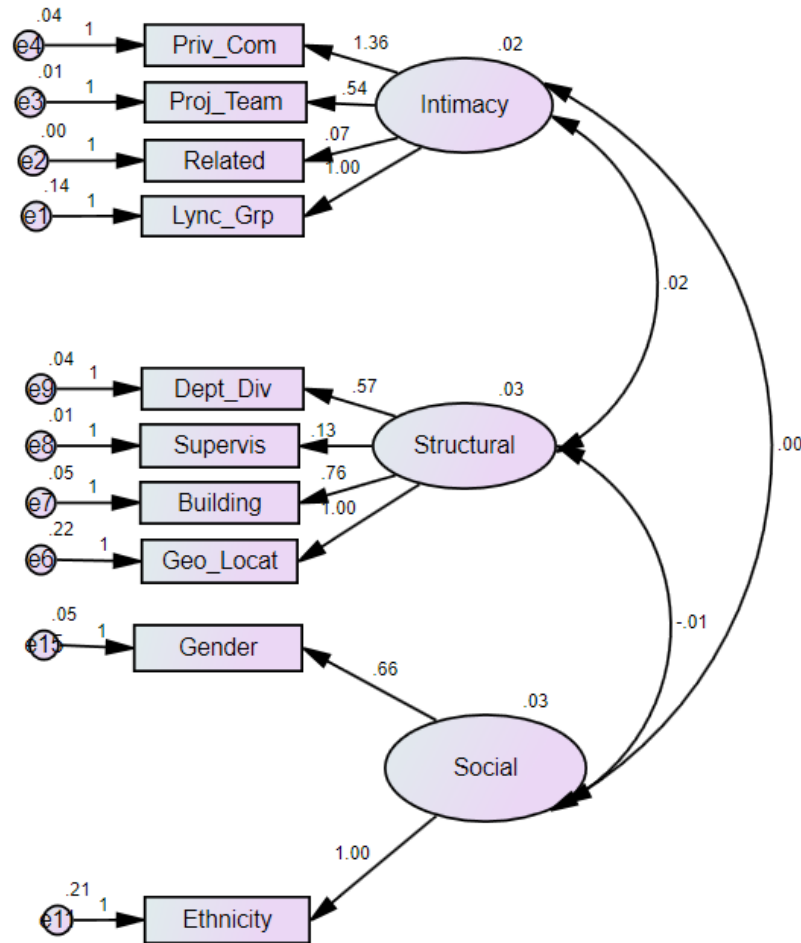 .04
e4
1
Priv_Com
1.36
.02
Intimacy
.01
e3
1
Proj_Team
.54
.00
e2
1
Related
.07
1.00
.14
e1
1
Lync_Grp
.02
.00
.04
e9
1
Dept_Div
.57
.03
Structural
.01
e8
1
Supervis
.13
.05
e7
1
Building
.76
1.00
.22
e6
1
Geo_Locat
-.01
.05
e15
1
Gender
.66
.03
Social
1.00
.21
e11
1
Ethnicity